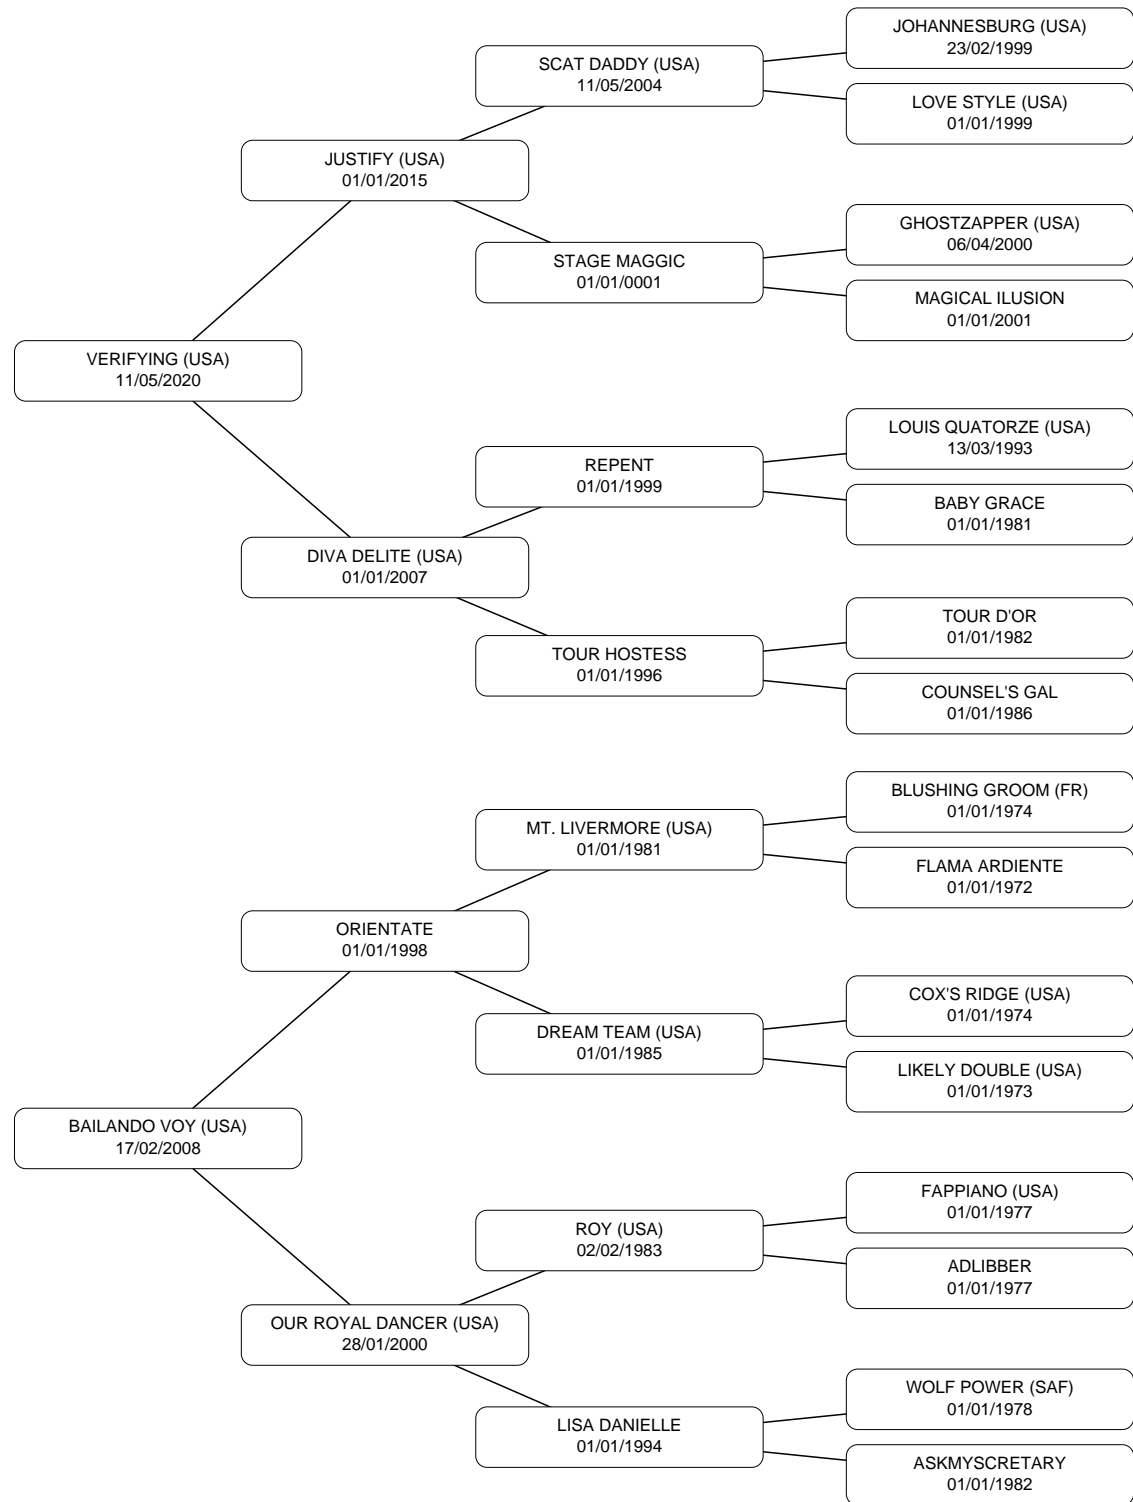 JOHANNESBURG (USA)
23/02/1999
SCAT DADDY (USA)
11/05/2004
LOVE STYLE (USA)
01/01/1999
JUSTIFY (USA)
01/01/2015
GHOSTZAPPER (USA)
06/04/2000
STAGE MAGGIC
01/01/0001
MAGICAL ILUSION
01/01/2001
VERIFYING (USA)
11/05/2020
LOUIS QUATORZE (USA)
13/03/1993
REPENT
01/01/1999
BABY GRACE
01/01/1981
DIVA DELITE (USA)
01/01/2007
TOUR D'OR
01/01/1982
TOUR HOSTESS
01/01/1996
COUNSEL'S GAL
01/01/1986
BLUSHING GROOM (FR)
01/01/1974
MT. LIVERMORE (USA)
01/01/1981
FLAMA ARDIENTE
01/01/1972
ORIENTATE
01/01/1998
COX'S RIDGE (USA)
01/01/1974
DREAM TEAM (USA)
01/01/1985
LIKELY DOUBLE (USA)
01/01/1973
BAILANDO VOY (USA)
17/02/2008
FAPPIANO (USA)
01/01/1977
ROY (USA)
02/02/1983
ADLIBBER
01/01/1977
OUR ROYAL DANCER (USA)
28/01/2000
WOLF POWER (SAF)
01/01/1978
LISA DANIELLE
01/01/1994
ASKMYSCRETARY
01/01/1982